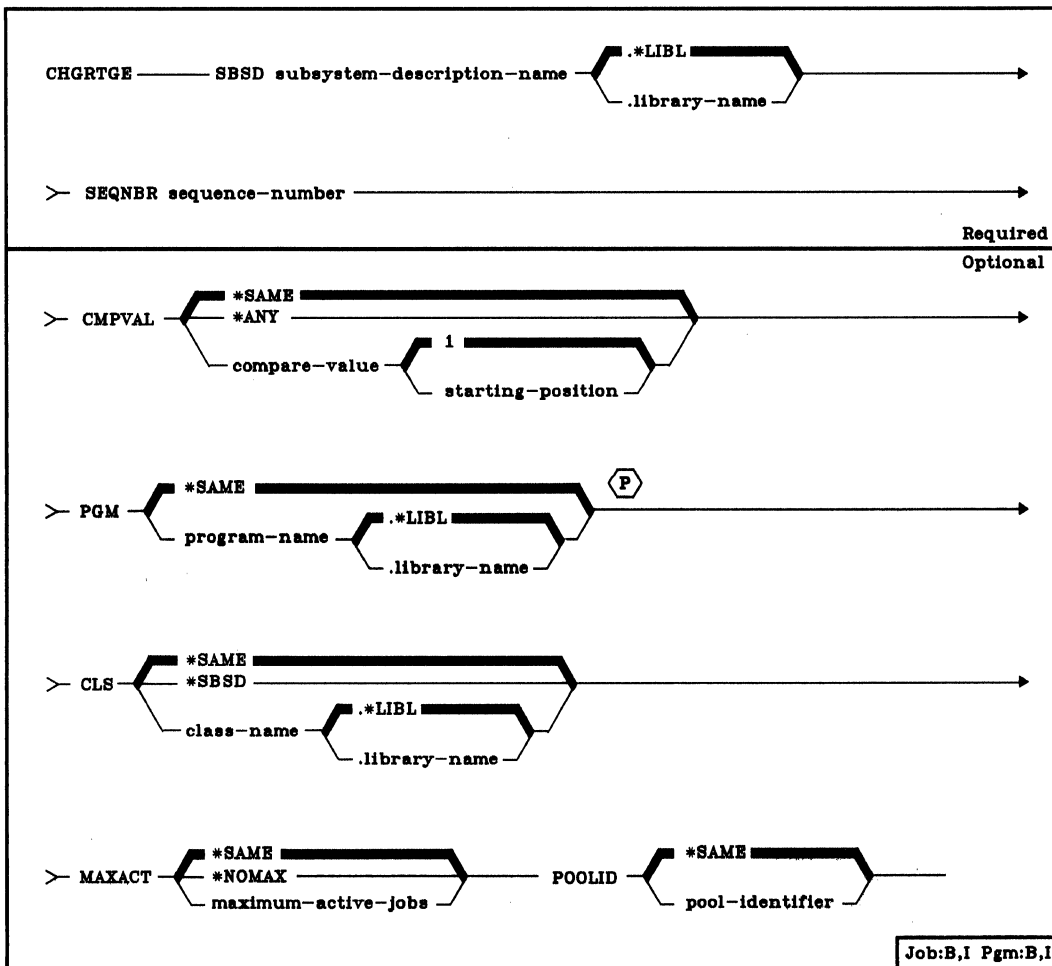 .*LIBL
CHGRTGE SBSD subsystem-description-name
.library-name
SEQNBR sequence-number
Required
Optional
*SAME
CMPVAL *ANY
1
compare-value
starting-position
*SAME
P
PGM
.*LIBL
program-name
.library-name
*SAME
CLS *SBSD
.*LIBL
class-name
.library-name
*SAME *SAME
MAXACT *NOMAX POOLID
maximum-active-jobs pool-identifier
Job:B,I Pgm:B,I